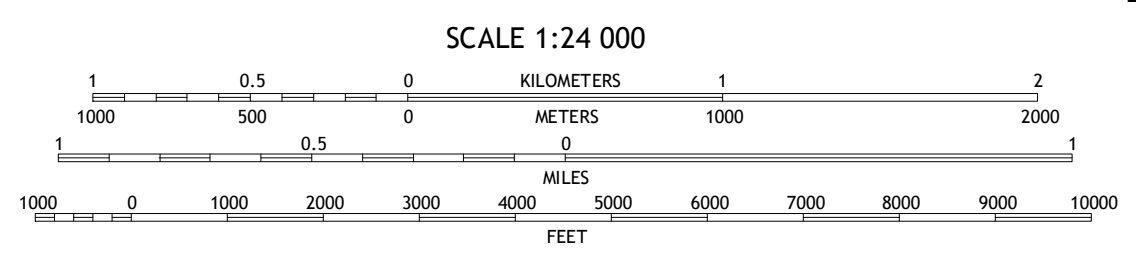 SCALE 1:24 000
1 0.5 0 KILOMETERS 1 2
1000 500 0 METERS 1000 2000
1 0.5 0 1
MILES
1000 0 1000 2000 3000 4000 5000 6000 7000 8000 9000 10000
FEET